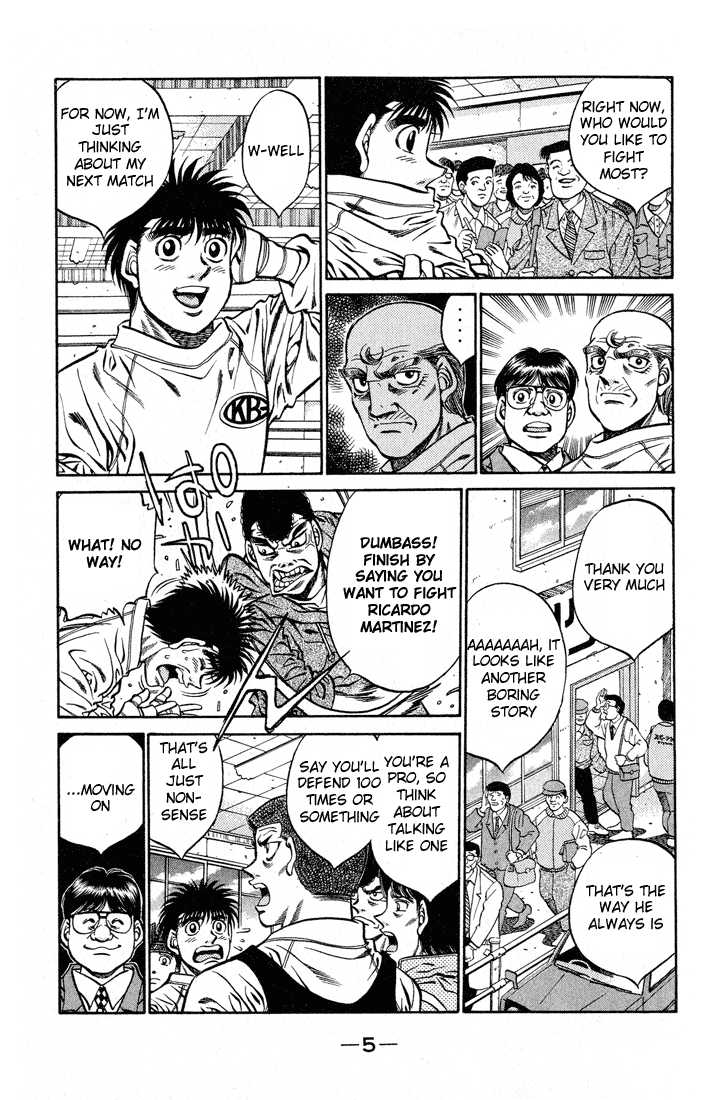 RIGHT NOW,
WHO WOULD
YOU LIKE TO
FIGHT
MOST?
W-WELL
FOR NOW, I'M
JUST
THINKING
ABOUT MY
NEXT MATCH
KB
THANK YOU
VERY MUCH
AAAAAAAH, IT
LOOKS LIKE
ANOTHER
BORING
STORY
THAT'S THE
WAY HE
ALWAYS IS
DUMBASS!
FINISH BY
SAYING YOU
WANT TO FIGHT
RICARDO
MARTINEZ!
WHAT! NO
WAY!
YOU'RE A
PRO, SO
THINK
ABOUT
TALKING
LIKE ONE
SAY YOU'LL
DEFEND 100
TIMES OR
SOMETHING
THAT'S
ALL
JUST
NON-
SENSE
...MOVING
ON
—5—